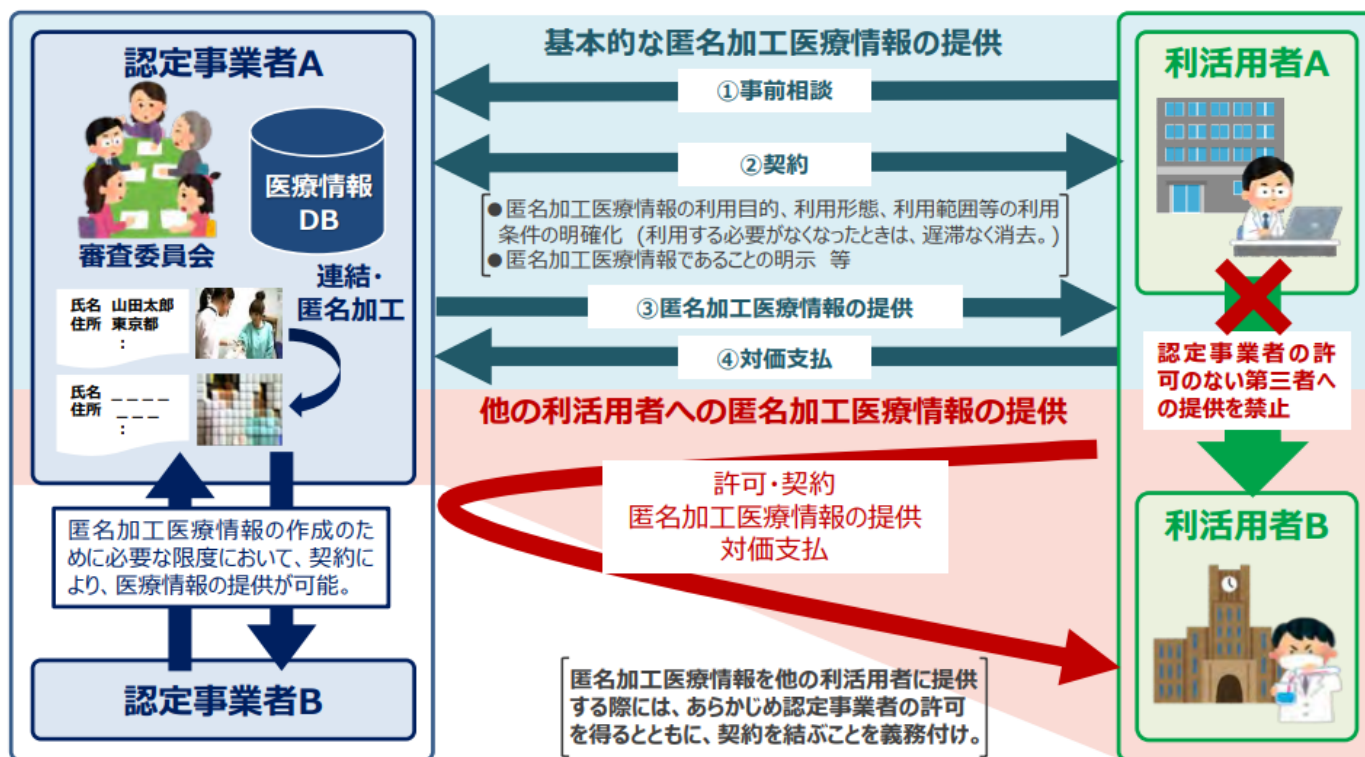 認定事業者A
審査委員会
医療情報
DB
連結・
匿名加工
氏名 山田太郎
住所 東京都
:
氏名 _ _ _ _
住所 _ _ _
:
匿名加工医療情報の作成のた
めに必要な限度において、契約に
より、医療情報の提供が可能。
認定事業者B
基本的な匿名加工医療情報の提供
①事前相談
②契約
●匿名加工医療情報の利用目的、利用形態、利用範囲等の利用
条件の明確化 (利用する必要がなくなったときは、遅滞なく消去。)
●匿名加工医療情報であることの明示 等
③匿名加工医療情報の提供
④対価支払
他の利活用者への匿名加工医療情報の提供
許可・契約
匿名加工医療情報の提供
対価支払
匿名加工医療情報を他の利活用者に提供
する際には、あらかじめ認定事業者の許可
を得るとともに、契約を結ぶことを義務付け。
利活用者A
認定事業者の許
可のない第三者へ
の提供を禁止
利活用者B